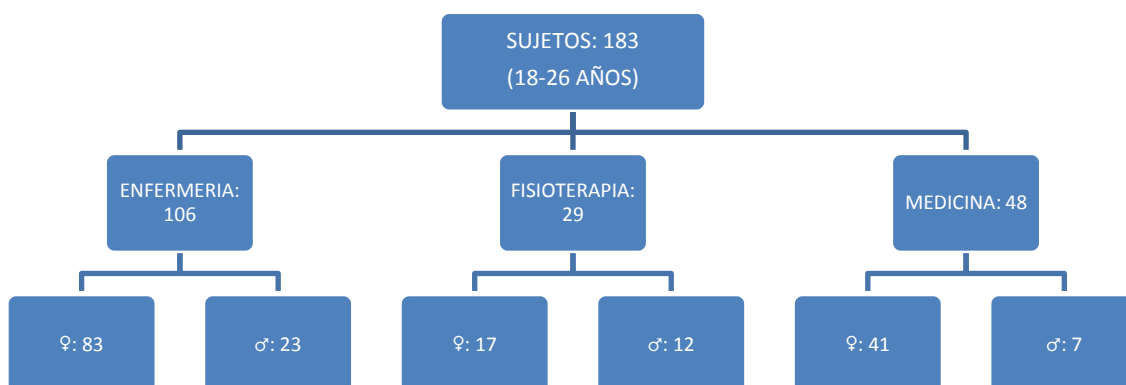 SUJETOS: 183
(18-26 AÑOS)
ENFERMERIA:
106
FISIOTERAPIA:
29
MEDICINA: 48
♀: 83
♂: 23
♀: 17
♂: 12
♀: 41
♂: 7